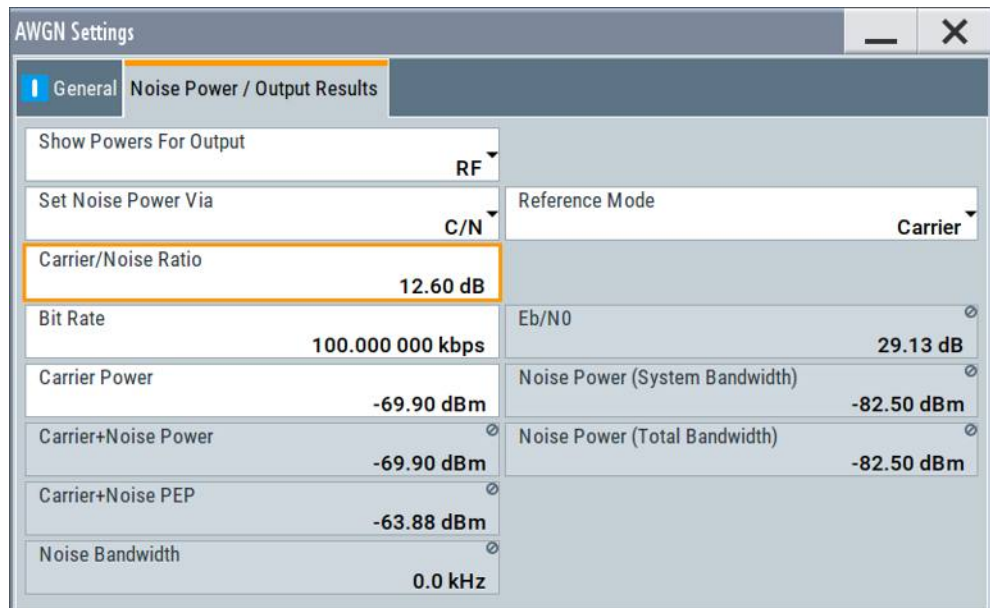 AWGN Settings
General Noise Power / Output Results
Show Powers For Output
RF
Set Noise Power Via
C/N
Reference Mode
Carrier
Carrier/Noise Ratio
12.60 dB
Bit Rate
100.000 000 kbps
Eb/N0
29.13 dB
Carrier Power
-69.90 dBm
Noise Power (System Bandwidth)
-82.50 dBm
Carrier+Noise Power
-69.90 dBm
Noise Power (Total Bandwidth)
-82.50 dBm
Carrier+Noise PEP
-63.88 dBm
Noise Bandwidth
0.0 kHz